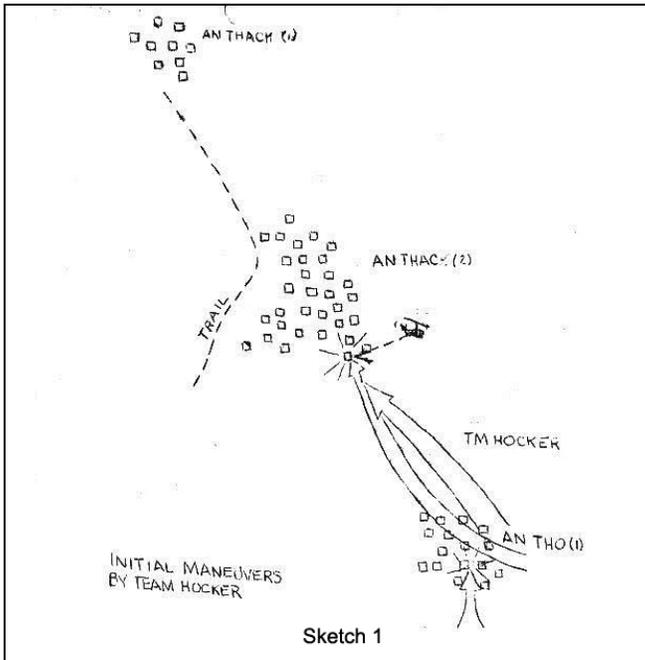 AN THACH (1)
AN THACH (2)
TRAIL
TM HOCKER
AN THO (1)
INITIAL MANEUVERS
BY TEAM HOCKER
Sketch 1